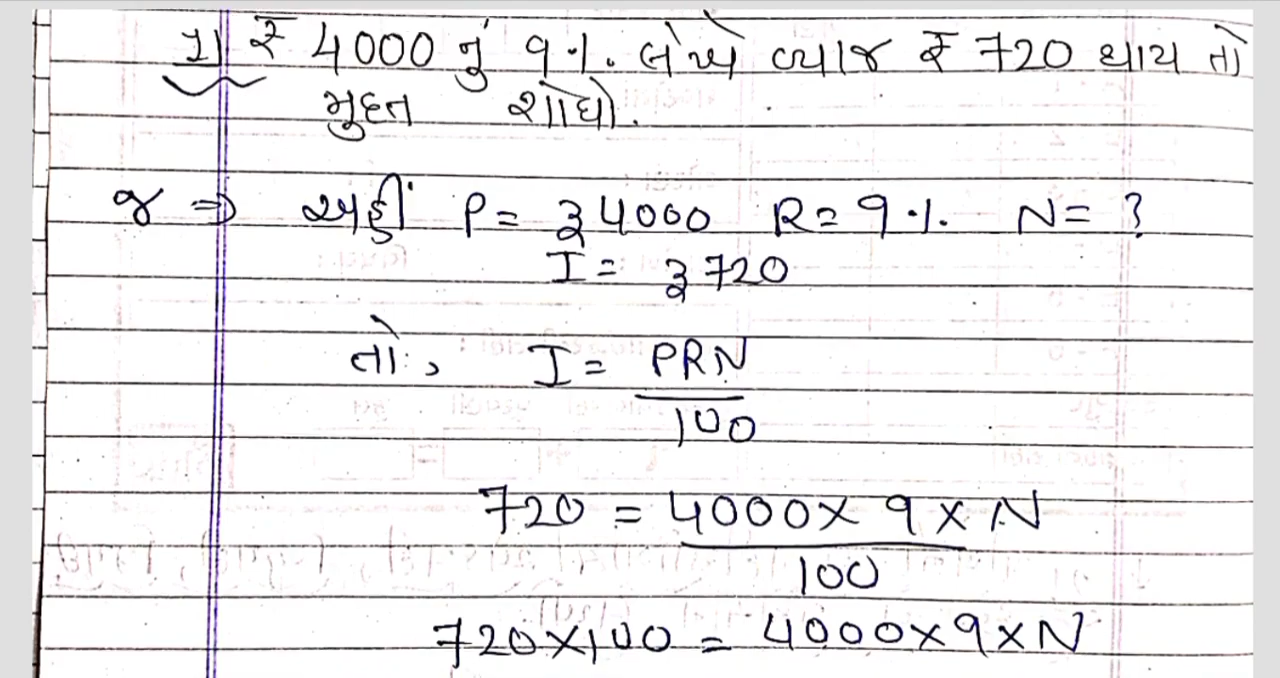 1) ₹ 4000 નું 9 %. લેખે વ્યાજ ₹ 720 થાય તો
મુદ્દત શોધો.
જ ⇒ અહીં P = રૂ 4000 R = 9 %. N = ?
I = રૂ 720
તો, I = PRN
100
720 = 4000 x 9 x N
100
720 x 100 = 4000 x 9 x N